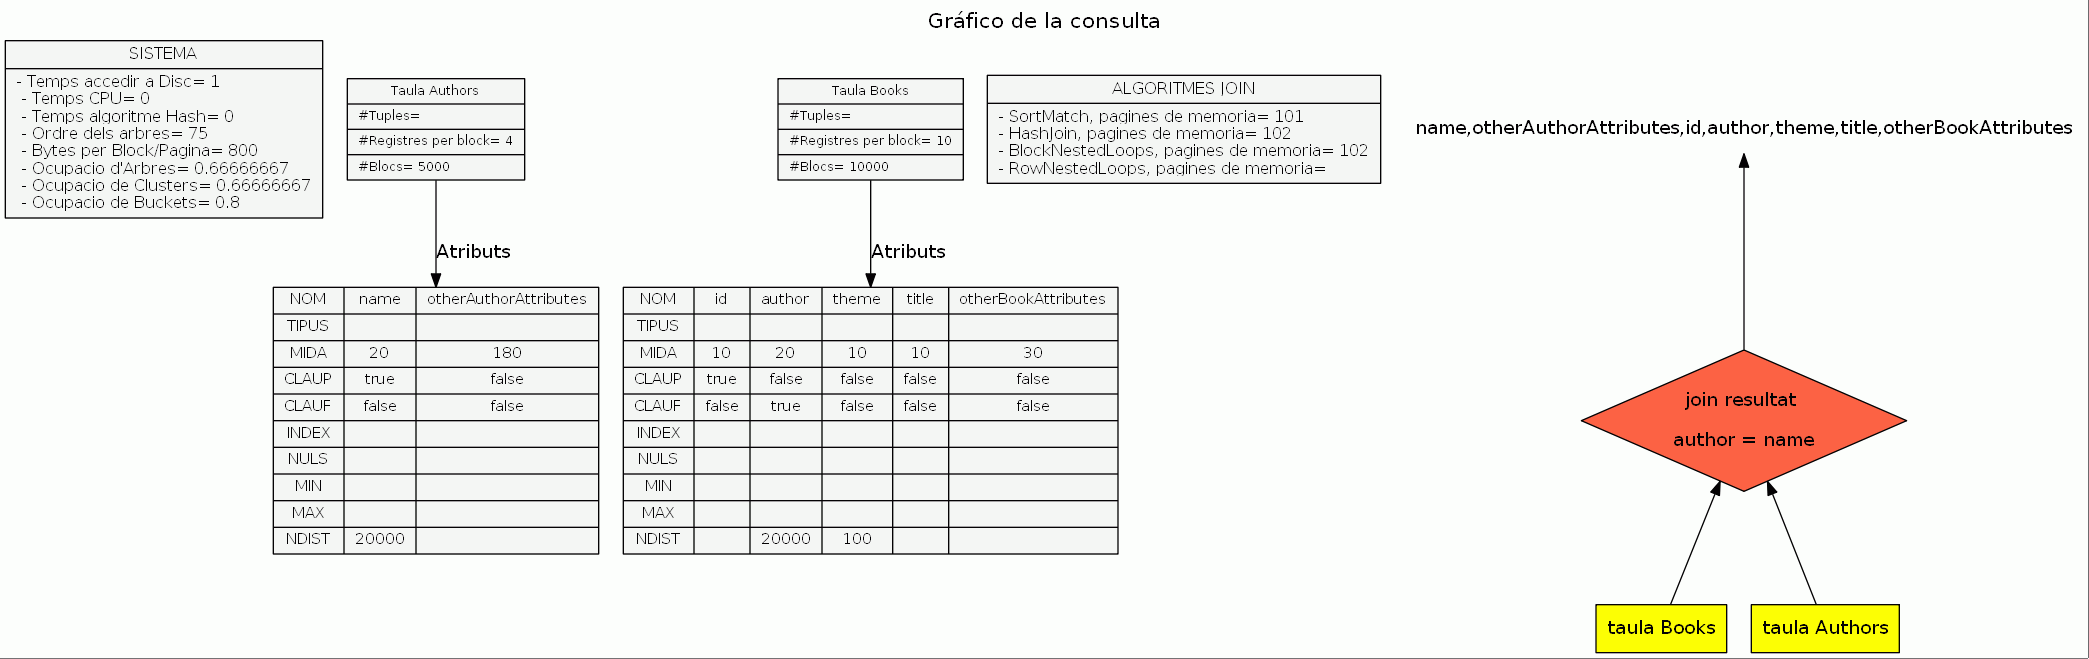 Gráfico de la consulta
SISTEMA
- Temps accedir a Disc= 1
- Temps CPU= 0
- Temps algoritme Hash= 0
- Ordre dels arbres= 75
- Bytes per Block/Pagina= 800
- Ocupacio d'Arbres= 0.66666667
- Ocupacio de Clusters= 0.66666667
- Ocupacio de Buckets= 0.8
Taula Authors
#Tuples=
#Registres per block= 4
#Blocs= 5000
Atributs
Taula Books
#Tuples=
#Registres per block= 10
#Blocs= 10000
Atributs
ALGORITMES JOIN
- SortMatch, pagines de memoria= 101
- HashJoin, pagines de memoria= 102
- BlockNestedLoops, pagines de memoria= 102
- RowNestedLoops, pagines de memoria=
NOM name otherAuthorAttributes
TIPUS
MIDA 20 180
CLAUP true false
CLAUF false false
INDEX
NULS
MIN
MAX
NDIST 20000
NOM id author theme title otherBookAttributes
TIPUS
MIDA 10 20 10 10 30
CLAUP true false false false false
CLAUF false true false false false
INDEX
NULS
MIN
MAX
NDIST 20000 100
name,otherAuthorAttributes,id,author,theme,title,otherBookAttributes
join resultat
author = name
taula Books
taula Authors